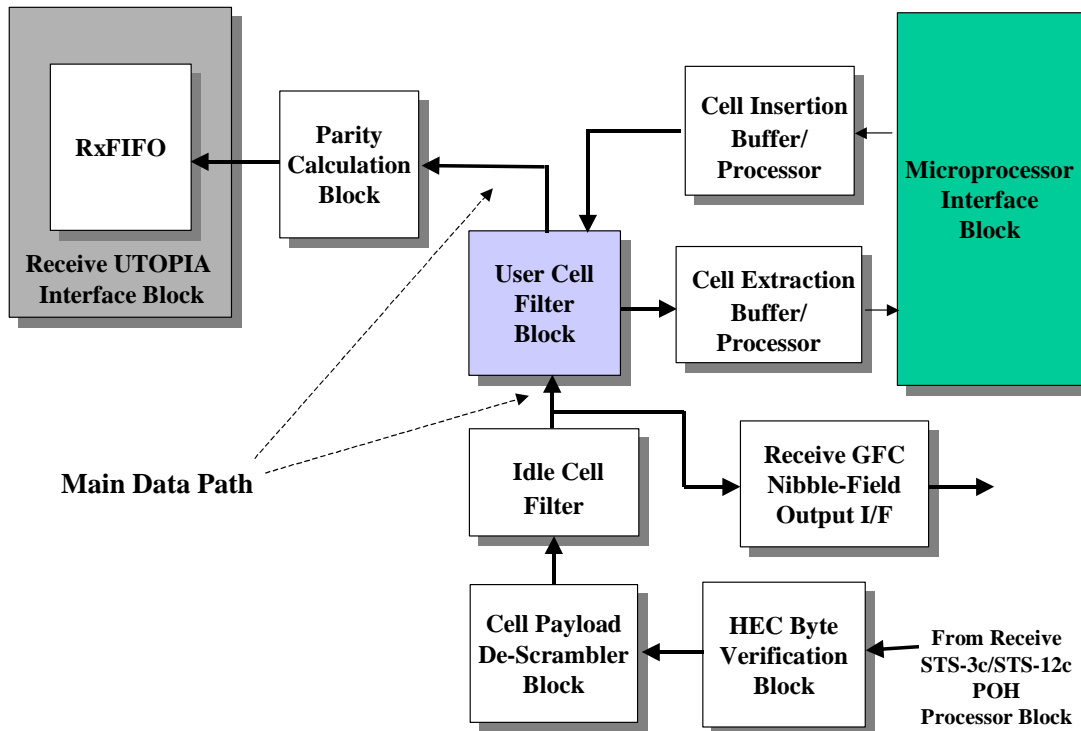 RxFIFO
Receive UTOPIA
Interface Block
Parity
Calculation
Block
Cell Insertion
Buffer/
Processor
Microprocessor
Interface
Block
User Cell
Filter
Block
Cell Extraction
Buffer/
Processor
Main Data Path
Idle Cell
Filter
Receive GFC
Nibble-Field
Output I/F
Cell Payload
De-Scrambler
Block
HEC Byte
Verification
Block
From Receive
STS-3c/STS-12c
POH
Processor Block